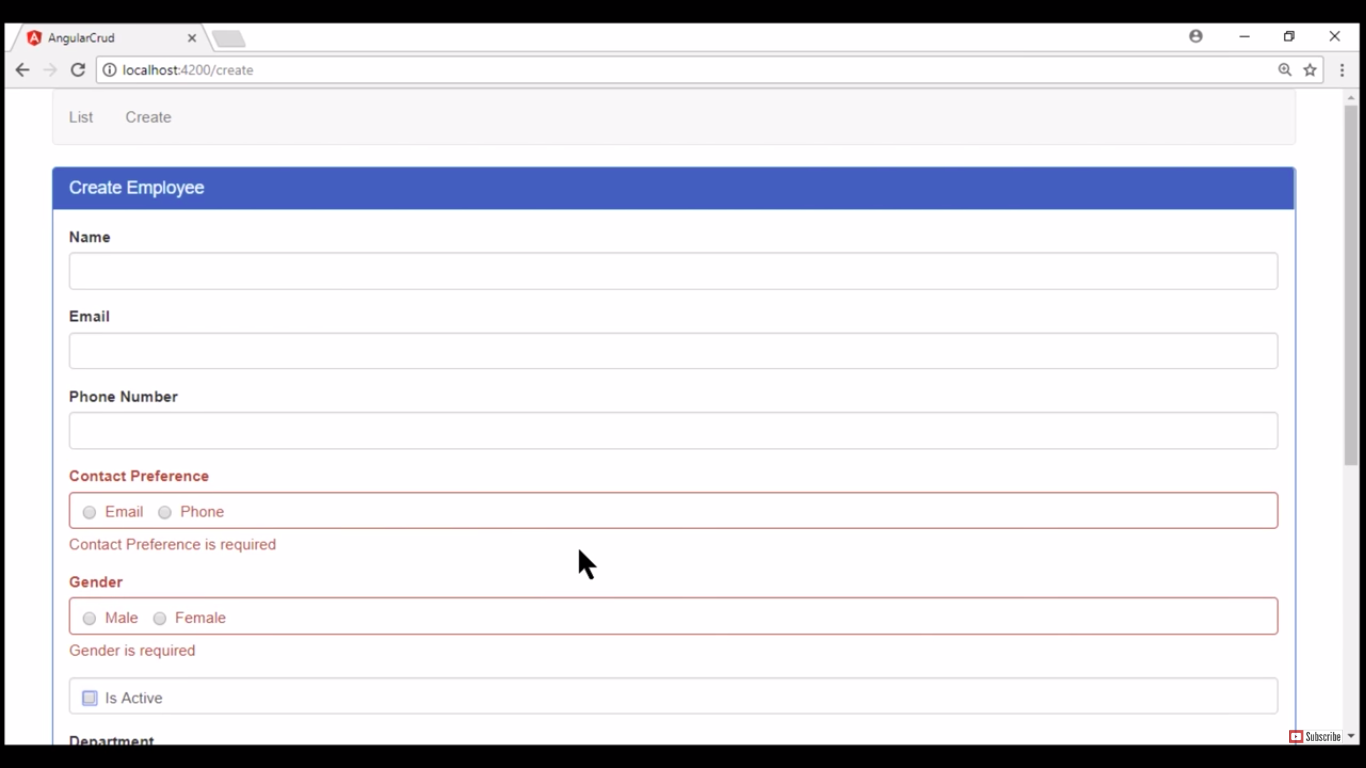 AngularCrud
localhost:4200/create
List Create
Create Employee
Name
Email
Phone Number
Contact Preference
Email Phone
Contact Preference is required
Gender
Male Female
Gender is required
Is Active
Department
Subscribe